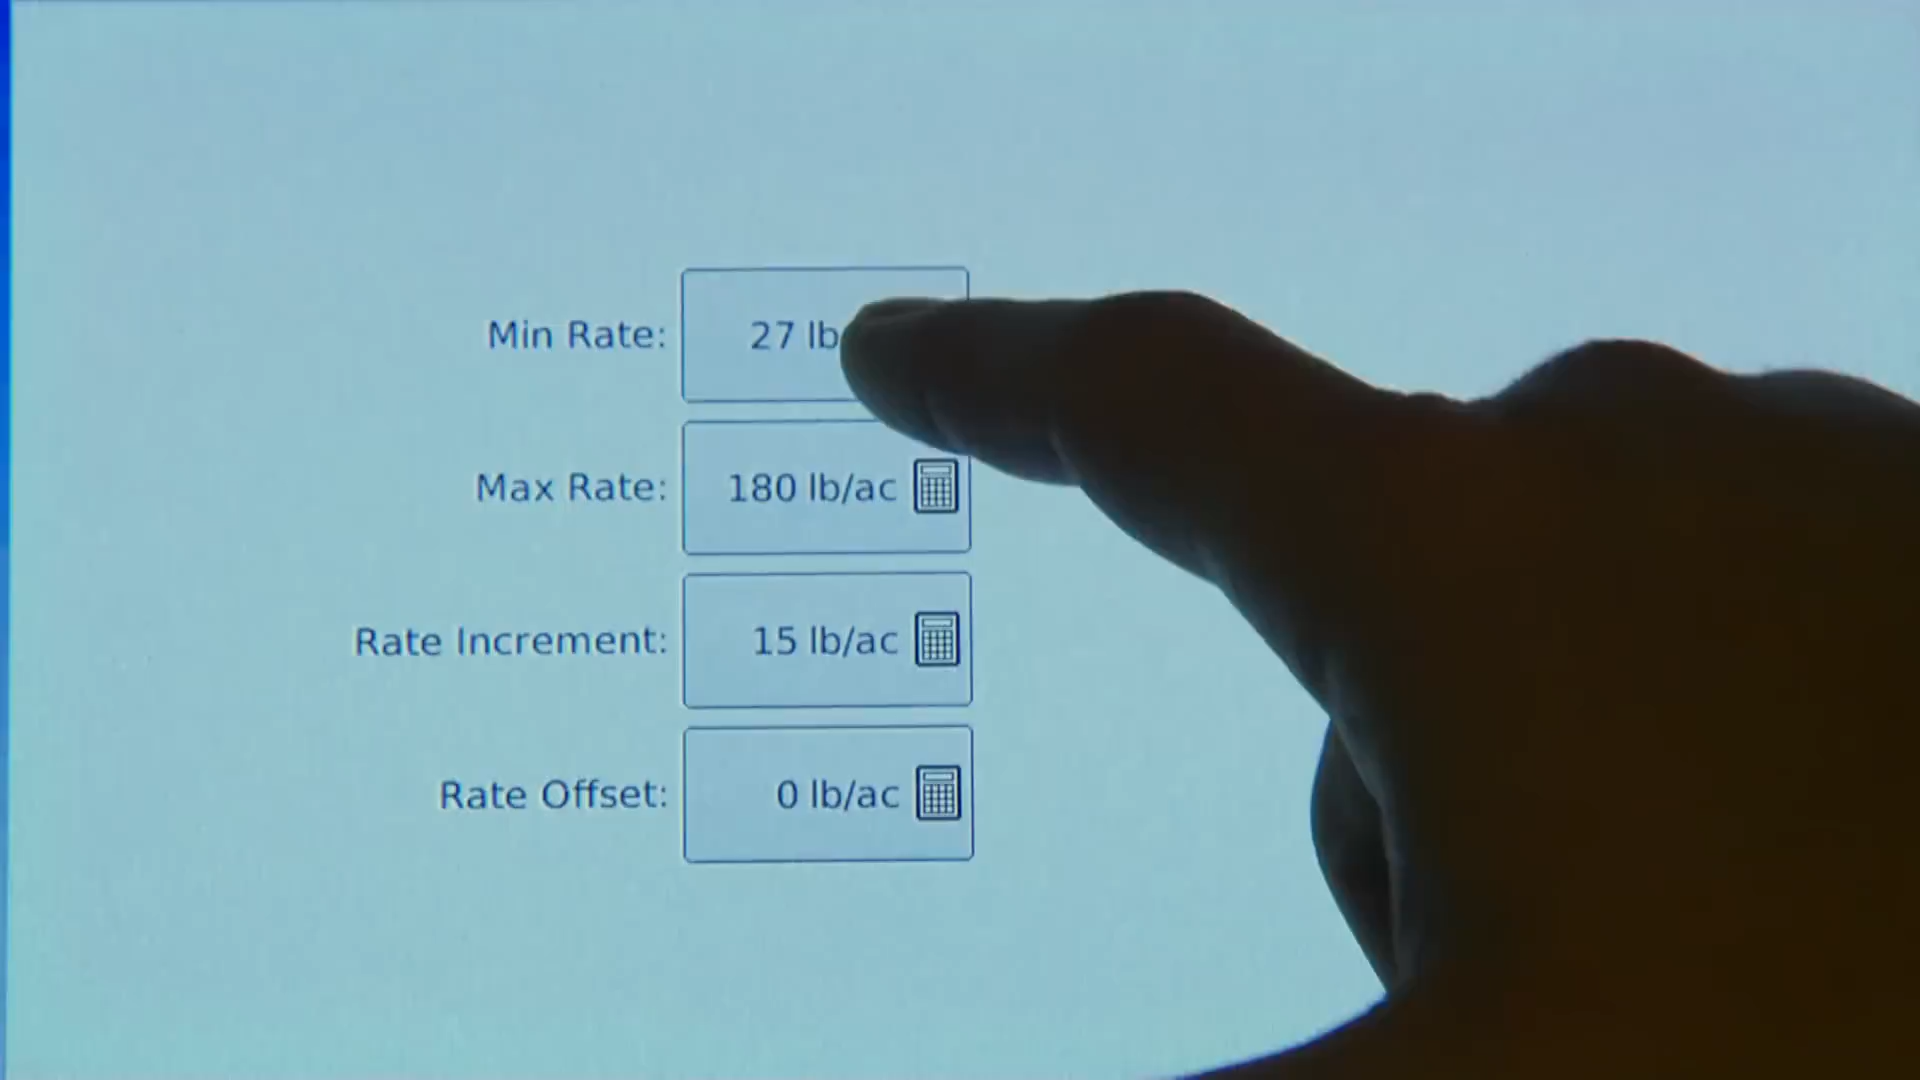 Min Rate: 27 lb
Max Rate: 180 lb/ac
Rate Increment: 15 lb/ac
Rate Offset: 0 lb/ac